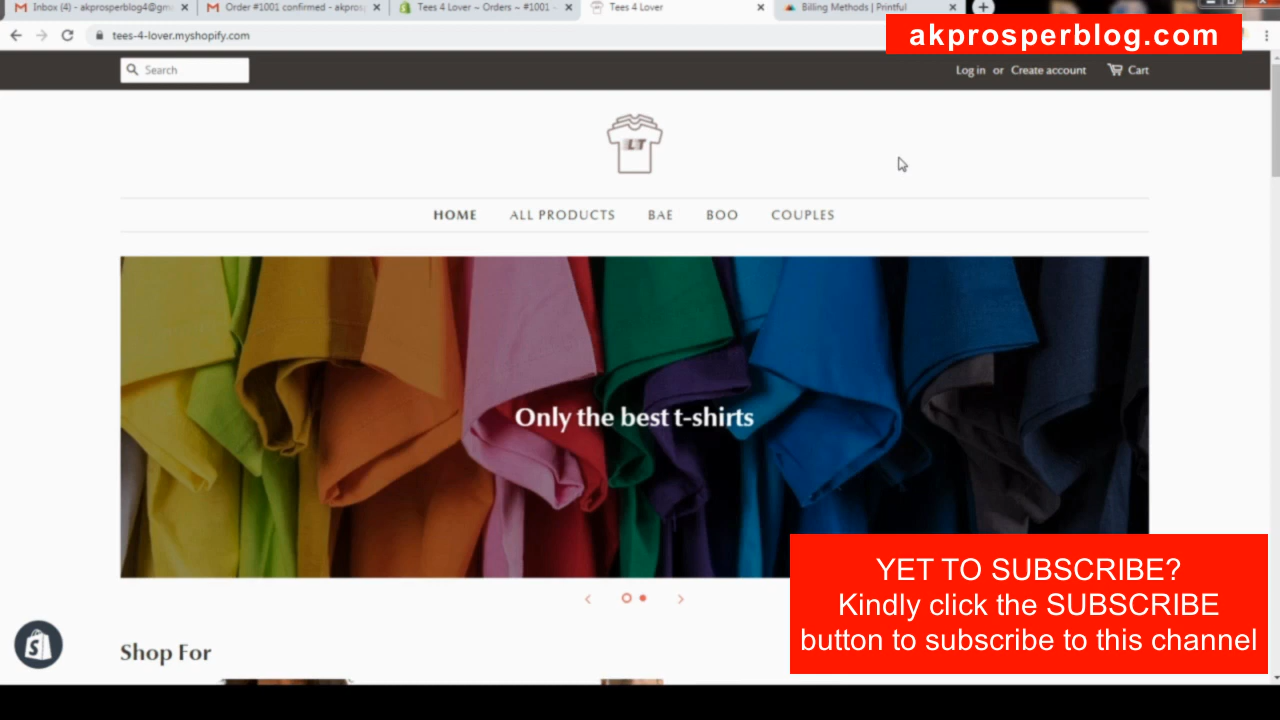 Inbox (4) - akprosperblog4@gm
Order #1001 confirmed - akpros
Tees 4 Lover ~ Orders ~ #1001
Tees 4 Lover
Billing Methods | Printful
tees-4-lover.myshopify.com
akprosperblog.com
Search
Log in or Create account
Cart
LT
HOME ALL PRODUCTS BAE BOO COUPLES
Only the best t-shirts
YET TO SUBSCRIBE?
Kindly click the SUBSCRIBE
button to subscribe to this channel
Shop For